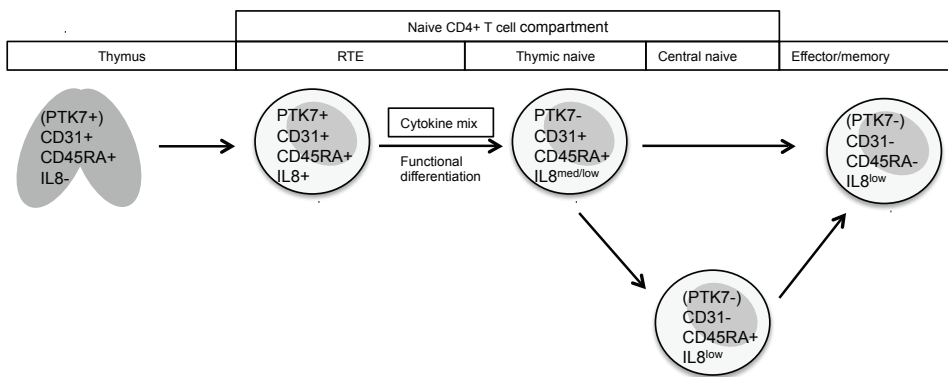 Naive CD4+ T cell compartment
Thymus
RTE
Thymic naive
Central naive
Effector/memory
(PTK7+)
CD31+
CD45RA+
IL8-
PTK7+
CD31+
CD45RA+
IL8+
Cytokine mix
Functional
differentiation
PTK7-
CD31+
CD45RA+
IL8med/low
(PTK7-)
CD31-
CD45RA-
IL8low
(PTK7-)
CD31-
CD45RA+
IL8low